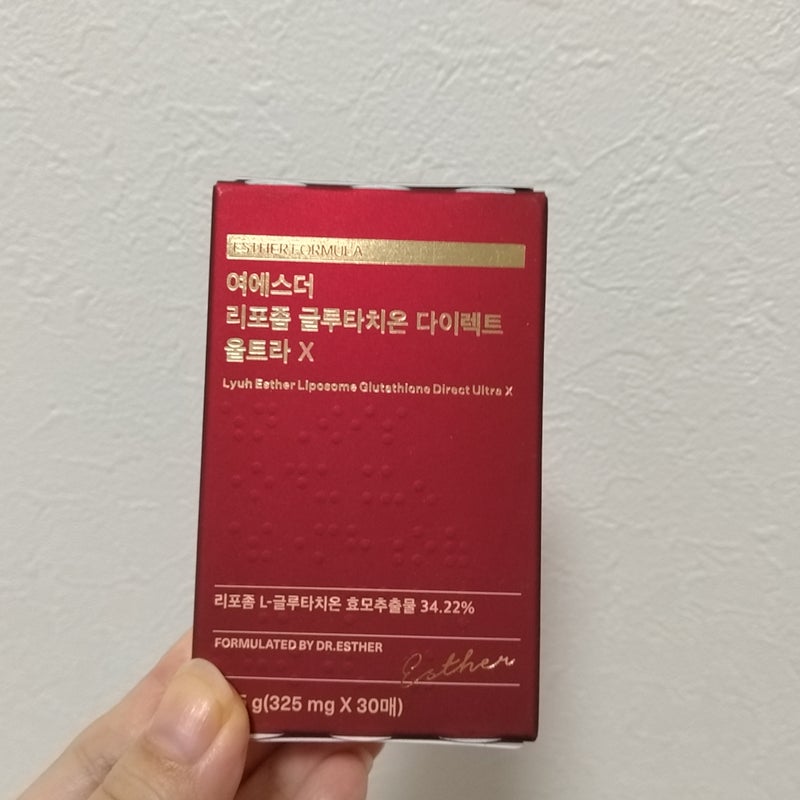 ESTHER FORMULA
여에스더
리포좀 글루타치온 다이렉트
울트라 X
Lyuh Esther Liposome Glutathione Direct Ultra X
리포좀 L-글루타치온 효모추출물 34.22%
FORMULATED BY DR.ESTHER
Esther
g(325 mg X 30매)